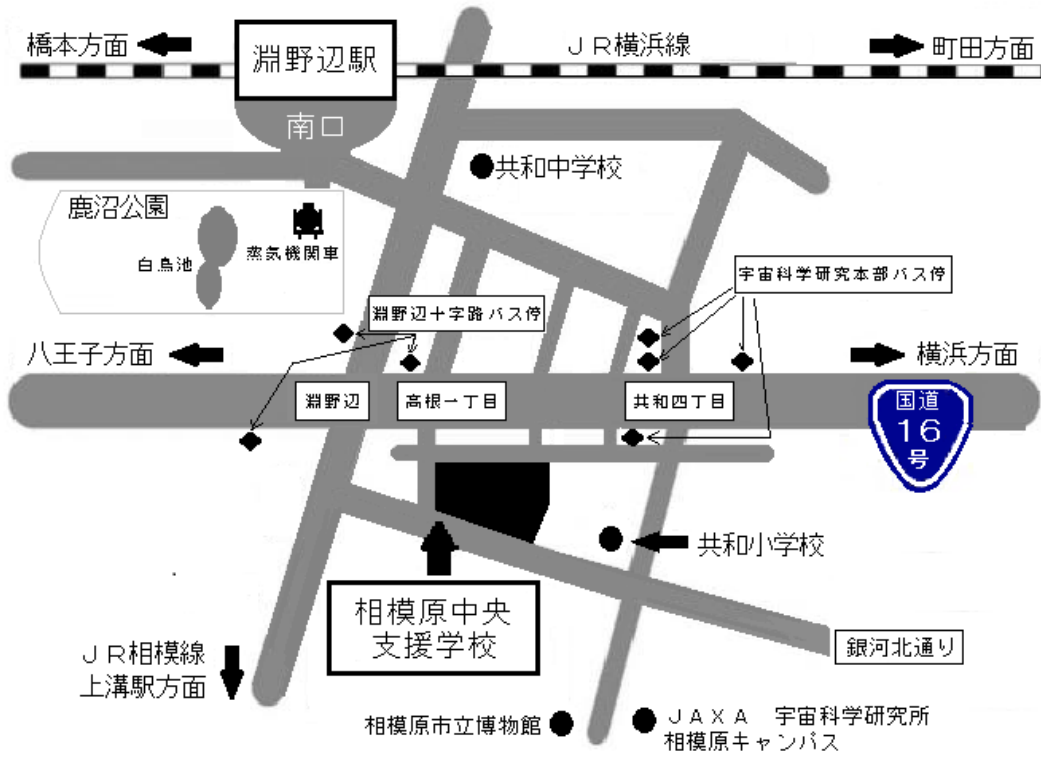 橋本方面
淵野辺駅
JR横浜線
町田方面
南口
共和中学校
鹿沼公園
白鳥池
蒸気機関車
宇宙科学研究本部バス停
淵野辺十字路バス停
八王子方面
横浜方面
淵野辺
高根一丁目
共和四丁目
国道
16
号
共和小学校
相模原中央
支援学校
JR相模線
上溝駅方面
銀河北通り
相模原市立博物館
JAXA 宇宙科学研究所
相模原キャンパス